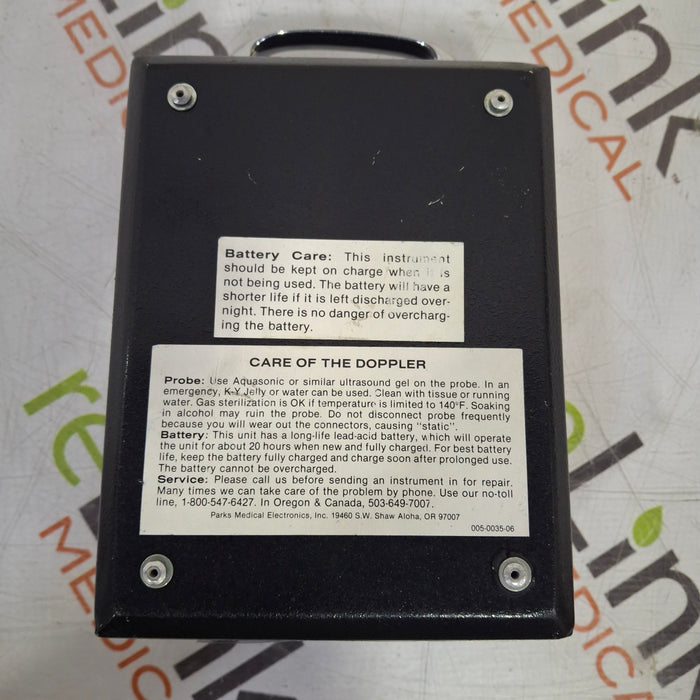 reLink
MEDICAL
Link
MEDICAL
™
Battery Care: This instrument
should be kept on charge when it is
not being used. The battery will have a
shorter life if it is left discharged over-
night. There is no danger of overcharg-
ing the battery.
CARE OF THE DOPPLER
Probe: Use Aquasonic or similar ultrasound gel on the probe. In an
emergency, K-Y Jelly or water can be used. Clean with tissue or running
water. Gas sterilization is OK if temperature is limited to 140°F. Soaking
in alcohol may ruin the probe. Do not disconnect probe frequently
because you will wear out the connectors, causing "static".
Battery: This unit has a long-life lead-acid battery, which will operate
the unit for about 20 hours when new and fully charged. For best battery
life, keep the battery fully charged and charge soon after prolonged use.
The battery cannot be overcharged.
Service: Please call us before sending an instrument in for repair.
Many times we can take care of the problem by phone. Use our no-toll
line, 1-800-547-6427. In Oregon & Canada, 503-649-7007.
Parks Medical Electronics, Inc. 19460 S.W. Shaw Aloha, OR 97007
005-0035-06
reLink
MEDICAL
Link
MEDICAL